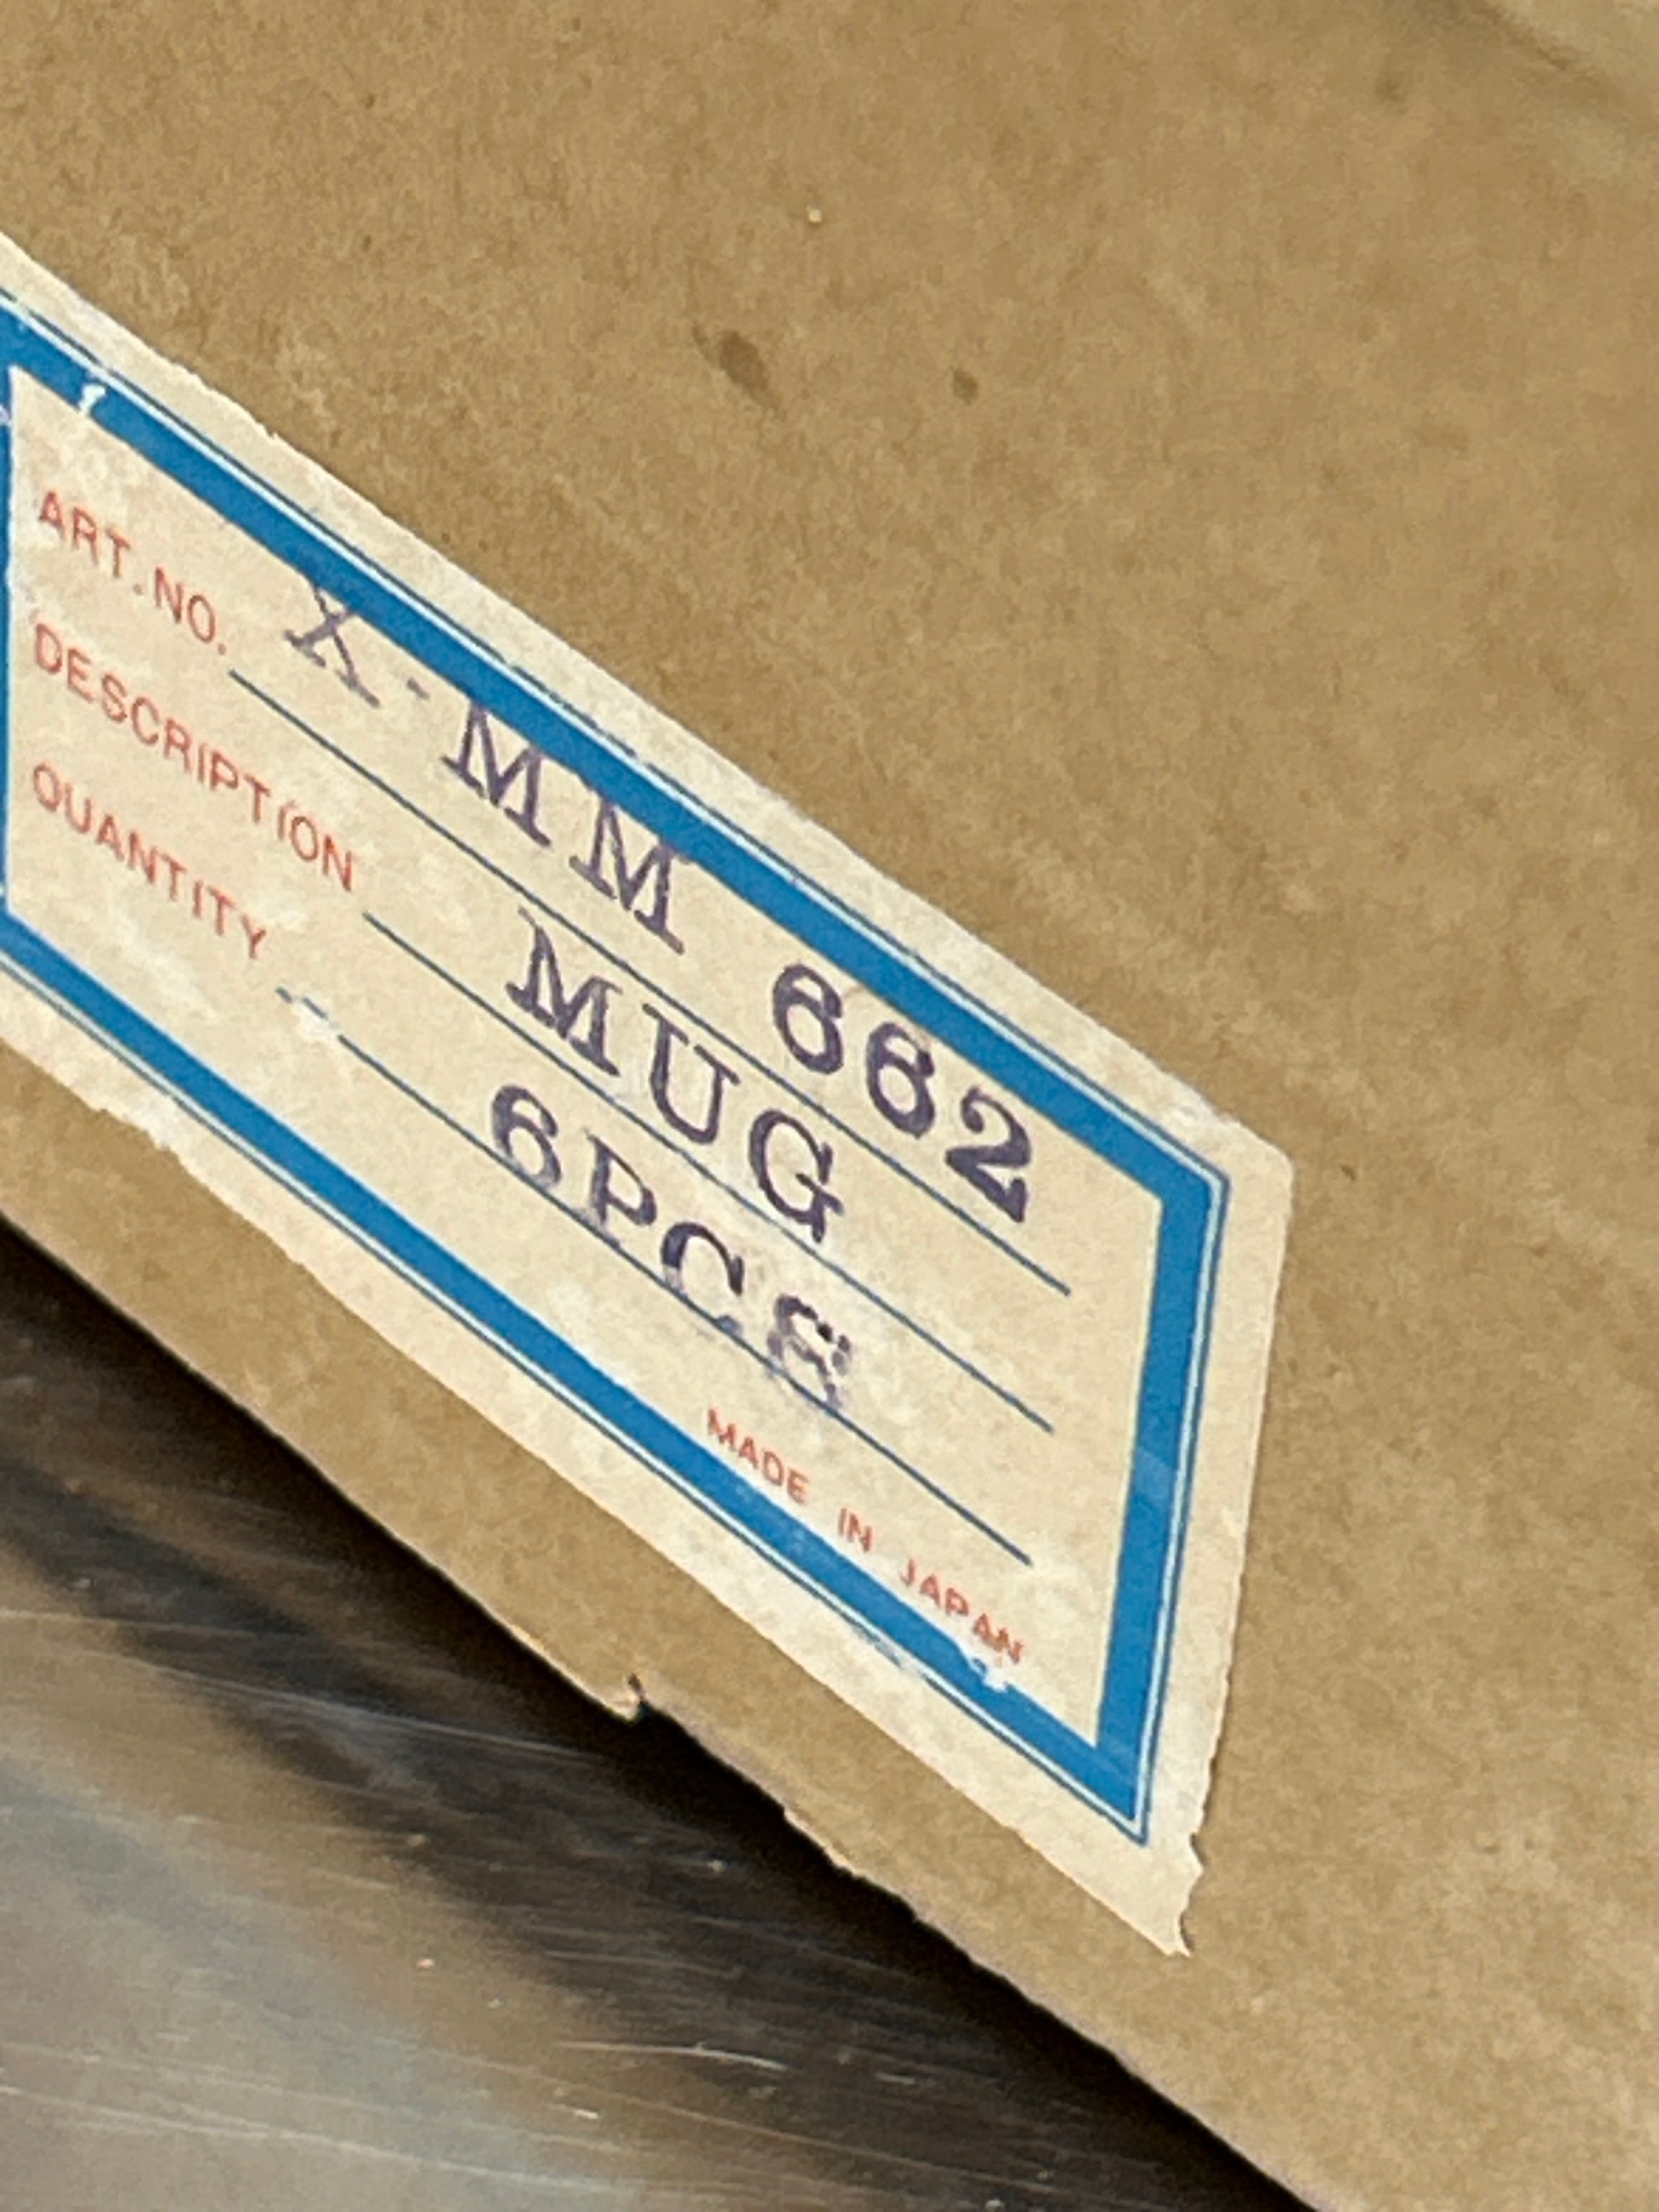 ART.NO. X-MM 662
DESCRIPTION MUG
QUANTITY 6PCS
MADE IN JAPAN